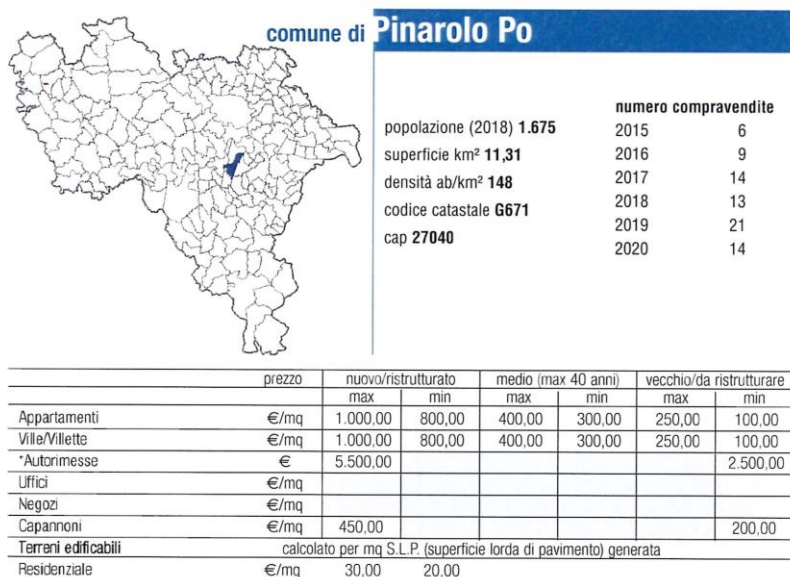 comune di Pinarolo Po
popolazione (2018) 1.675
superficie km² 11,31
densità ab/km² 148
codice catastale G671
cap 27040
numero compravendite
2015 6
2016 9
2017 14
2018 13
2019 21
2020 14
prezzo nuovo/ristrutturato medio (max 40 anni) vecchio/da ristrutturare
max min max min max min
Appartamenti €/mq 1.000,00 800,00 400,00 300,00 250,00 100,00
Ville/Villette €/mq 1.000,00 800,00 400,00 300,00 250,00 100,00
*Autorimesse € 5.500,00 2.500,00
Uffici €/mq
Negozi €/mq
Capannoni €/mq 450,00 200,00
Terreni edificabili calcolato per mq S.L.P. (superficie lorda di pavimento) generata
Residenziale €/mq 30,00 20,00